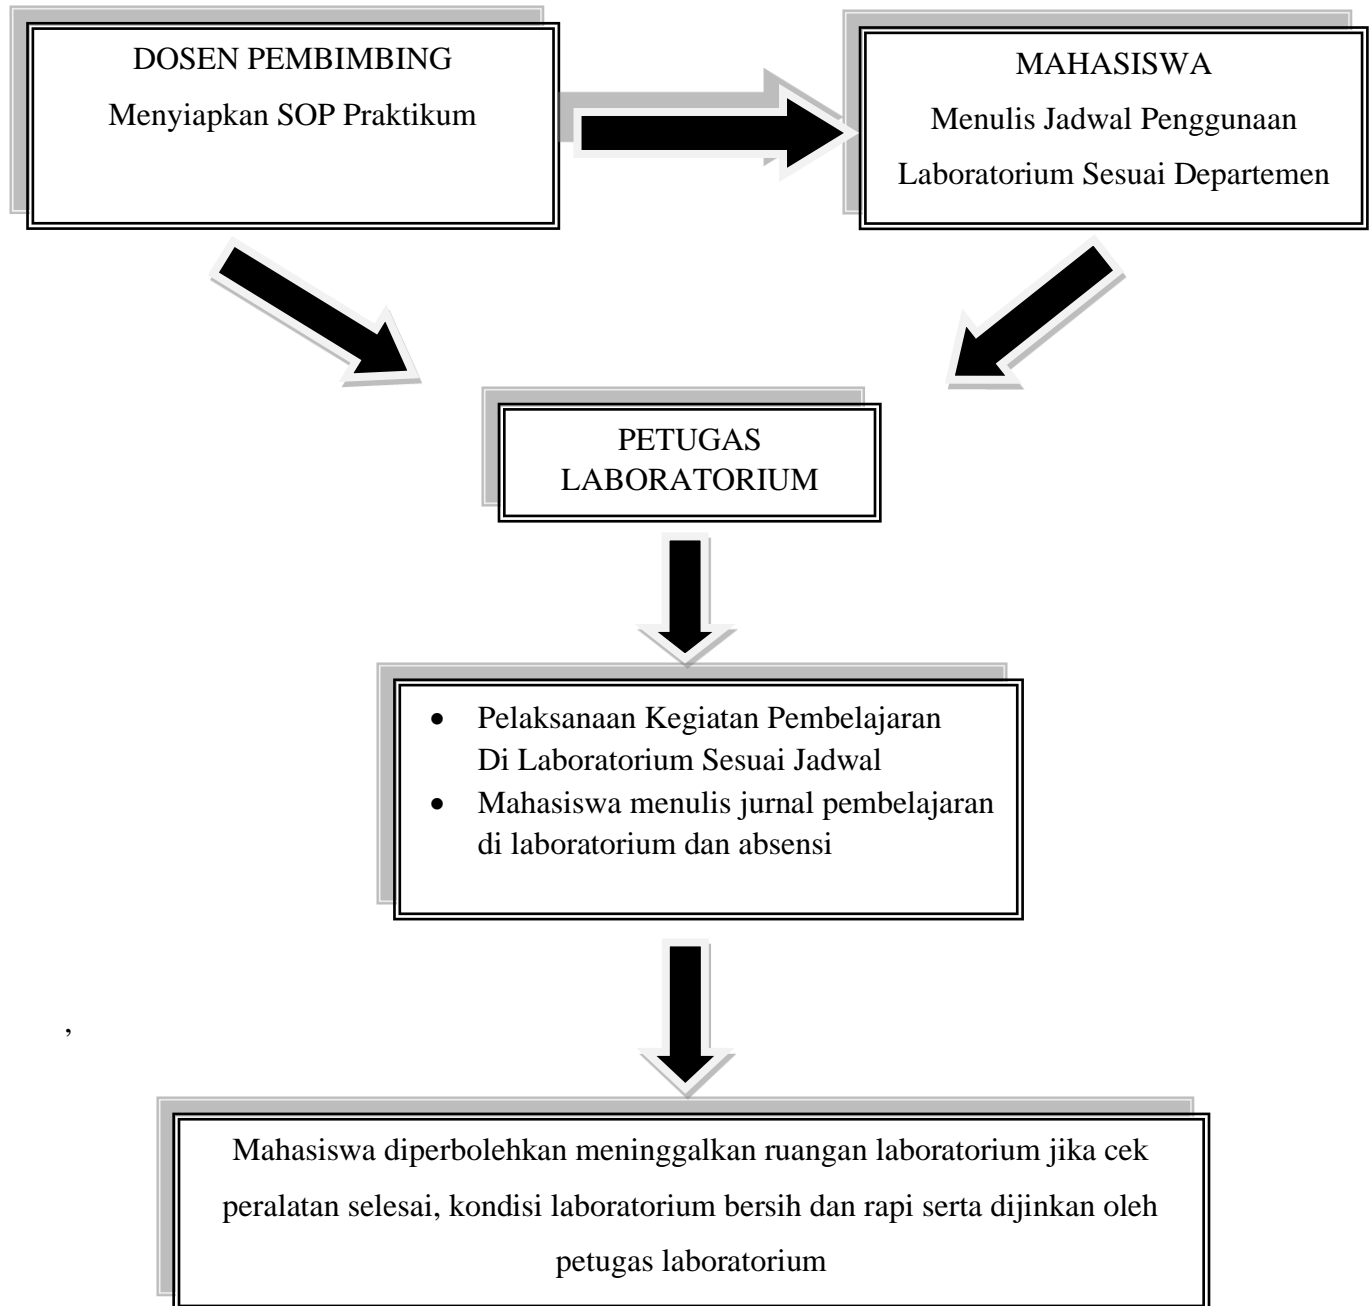 DOSEN PEMBIMBING
Menyiapkan SOP Praktikum
MAHASISWA
Menulis Jadwal Penggunaan
Laboratorium Sesuai Departemen
PETUGAS
LABORATORIUM
• Pelaksanaan Kegiatan Pembelajaran
Di Laboratorium Sesuai Jadwal
• Mahasiswa menulis jurnal pembelajaran
di laboratorium dan absensi
,
Mahasiswa diperbolehkan meninggalkan ruangan laboratorium jika cek
peralatan selesai, kondisi laboratorium bersih dan rapi serta dijinkan oleh
petugas laboratorium